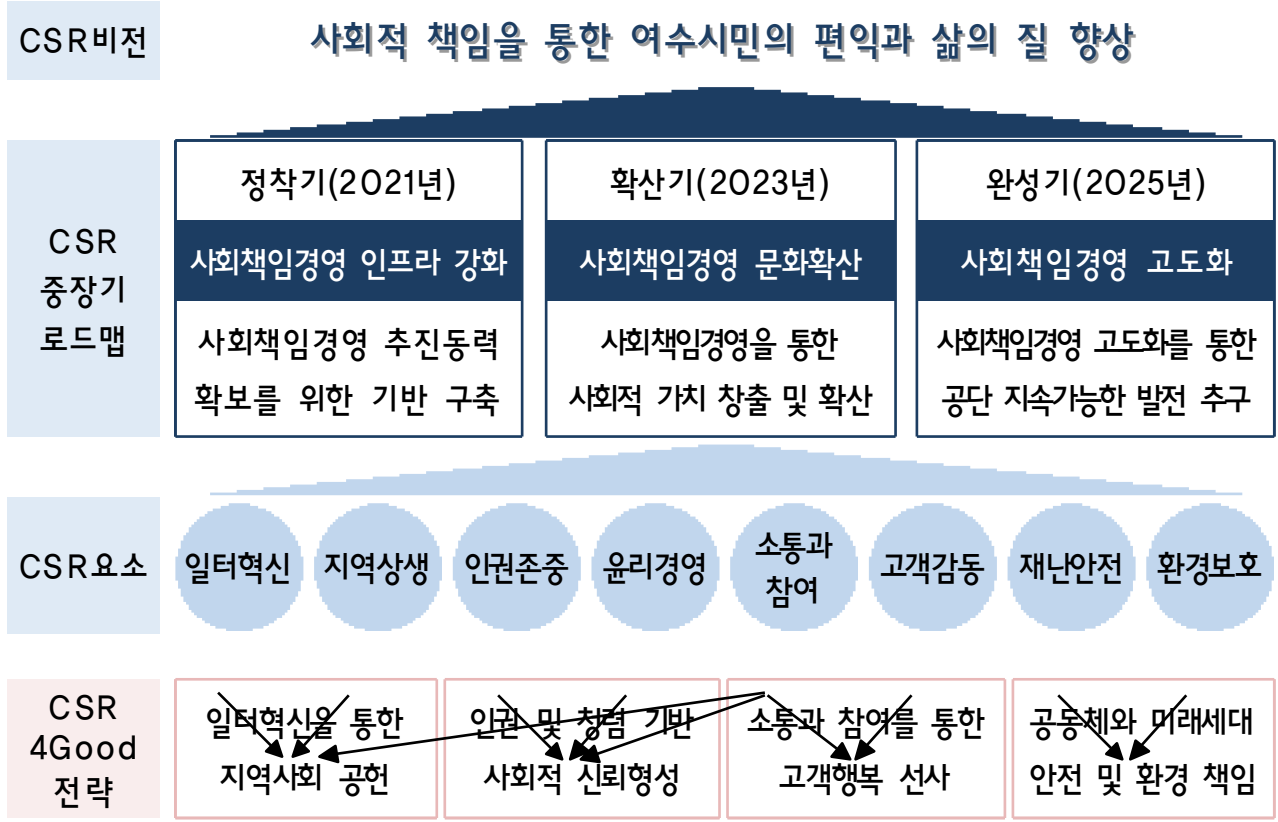 CSR비전
사회적 책임을 통한 여수시민의 편익과 삶의 질 향상
CSR
중장기
로드맵
정착기(2021년)
사회책임경영 인프라 강화
사회책임경영 추진동력
확보를 위한 기반 구축
확산기(2023년)
사회책임경영 문화확산
사회책임경영을 통한
사회적 가치 창출 및 확산
완성기(2025년)
사회책임경영 고도화
사회책임경영 고도화를 통한
공단 지속가능한 발전 추구
CSR요소
일터혁신
지역상생
인권존중
윤리경영
소통과
참여
고객감동
재난안전
환경보호
CSR
4Good
전략
일터혁신을 통한
지역사회 공헌
인권 및 청렴 기반
사회적 신뢰형성
소통과 참여를 통한
고객행복 선사
공동체와 미래세대
안전 및 환경 책임